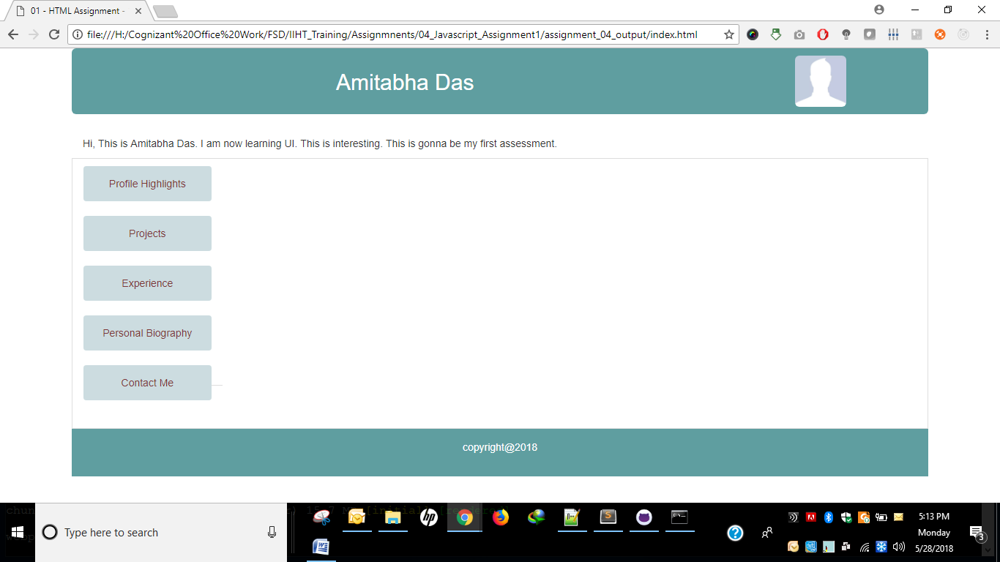 01 - HTML Assignment -
file:///H:/Cognizant%20Office%20Work/FSD/IIHT_Training/Assignmnents/04_Javascript_Assignment1/assignment_04_output/index.html
Amitabha Das
Hi, This is Amitabha Das. I am now learning UI. This is interesting. This is gonna be my first assessment.
Profile Highlights
Projects
Experience
Personal Biography
Contact Me
copyright@2018
Type here to search
5:13 PM
Monday
5/28/2018
3